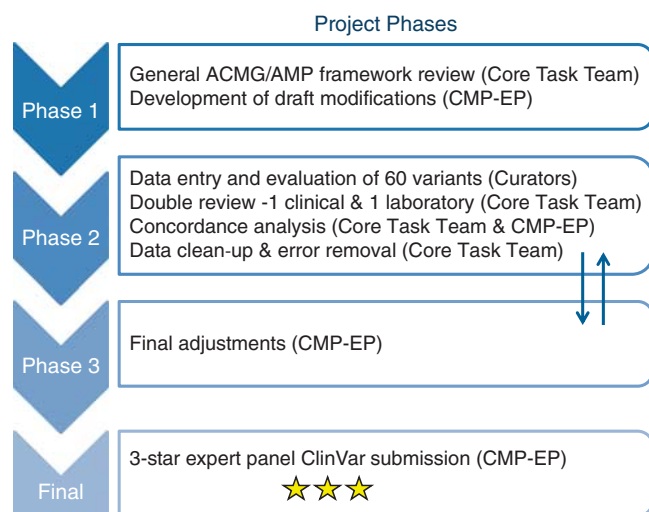 Project Phases
Phase 1
General ACMG/AMP framework review (Core Task Team)
Development of draft modifications (CMP-EP)
Phase 2
Data entry and evaluation of 60 variants (Curators)
Double review -1 clinical & 1 laboratory (Core Task Team)
Concordance analysis (Core Task Team & CMP-EP)
Data clean-up & error removal (Core Task Team)
Phase 3
Final adjustments (CMP-EP)
Final
3-star expert panel ClinVar submission (CMP-EP)